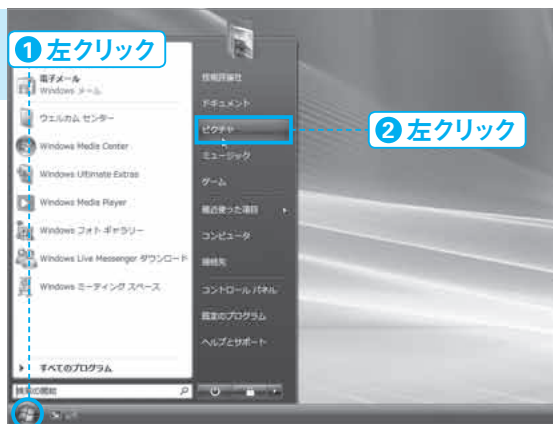 1 左クリック
電子メール
Windows メール
ウェルカム センター
Windows Media Center
Windows Ultimate Extras
Windows Media Player
Windows フォト ギャラリー
Windows Live Messenger ダウンロード
Windows ミーティング スペース
すべてのプログラム
検索の開始
技術評論社
ドキュメント
ピクチャ
2 左クリック
ミュージック
ゲーム
最近使った項目
コンピュータ
接続先
コントロール パネル
既定のプログラム
ヘルプとサポート